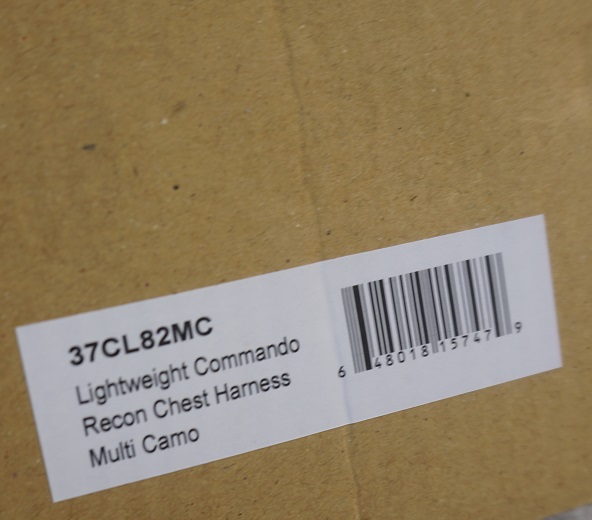 37CL82MC
Lightweight Commando
Recon Chest Harness
Multi Camo
6 48018 15747 9